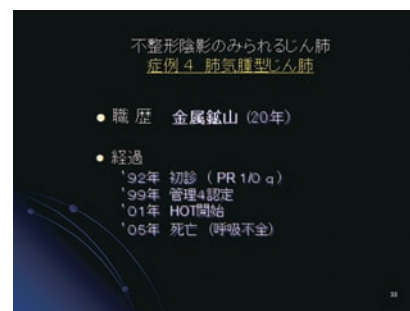 不整形陰影のみられるじん肺
症例 4 肺気腫型じん肺
● 職 歴 金属鉱山 (20年)
● 経過
'92年 初診 ( PR 1/0 q )
'99年 管理4認定
'01年 HOT開始
'05年 死亡 (呼吸不全)